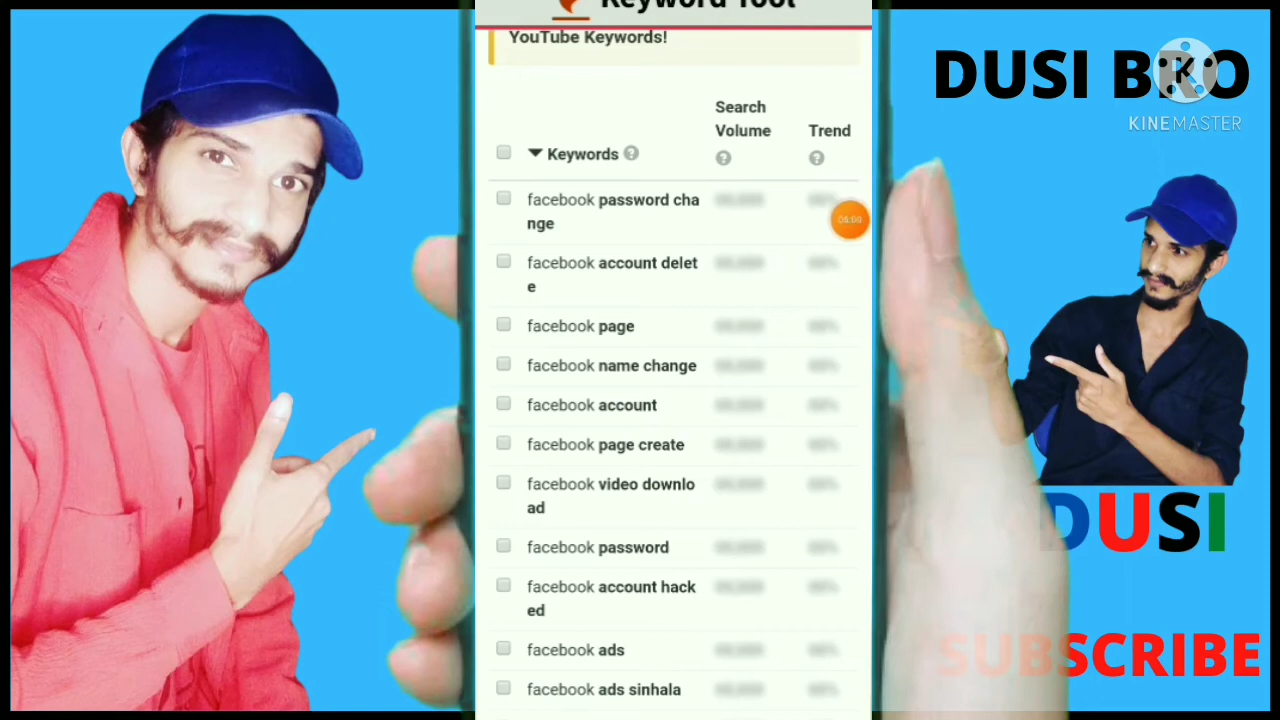 Keyword Tool
YouTube Keywords!
Search
Volume
Trend
Keywords
facebook password cha
nge
facebook account delet
e
facebook page
facebook name change
facebook account
facebook page create
facebook video downlo
ad
facebook password
facebook account hack
ed
facebook ads
facebook ads sinhala
DUSI BRO
KINEMASTER
DUSI
SUBSCRIBE